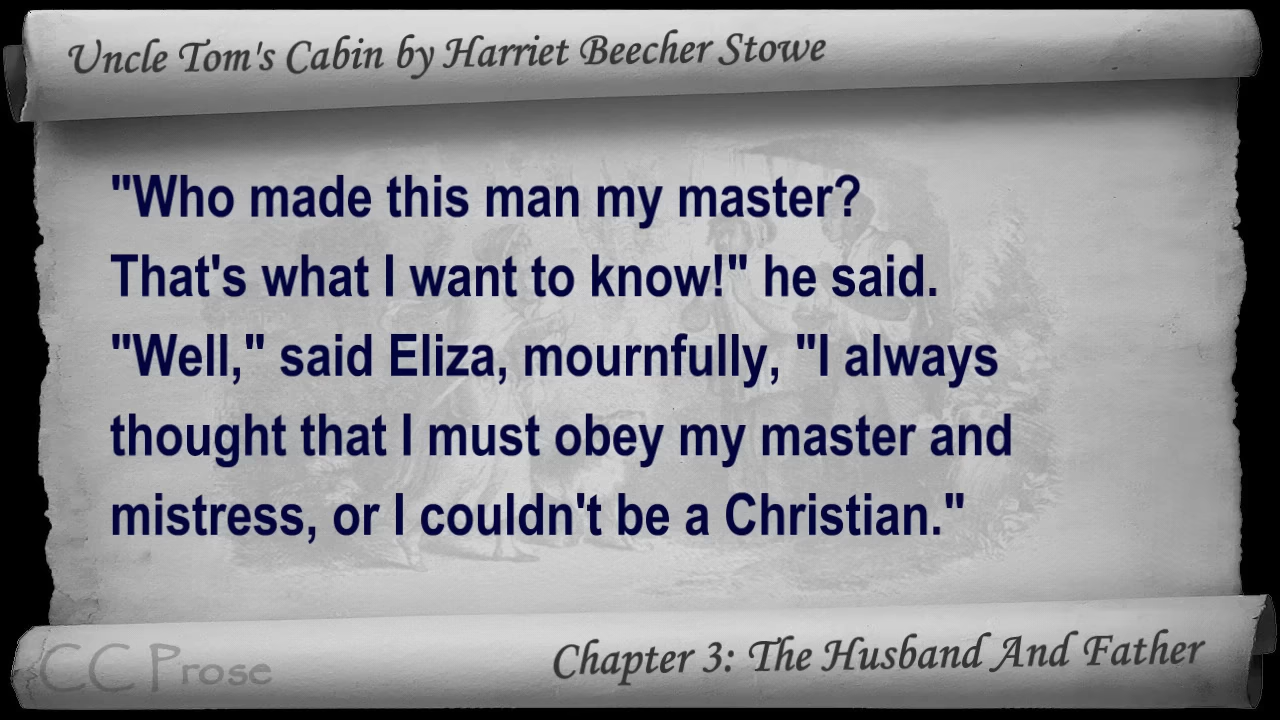 Uncle Tom's Cabin by Harriet Beecher Stowe
"Who made this man my master?
That's what I want to know!" he said.
"Well," said Eliza, mournfully, "I always
thought that I must obey my master and
mistress, or I couldn't be a Christian."
CC Prose
Chapter 3: The Husband And Father